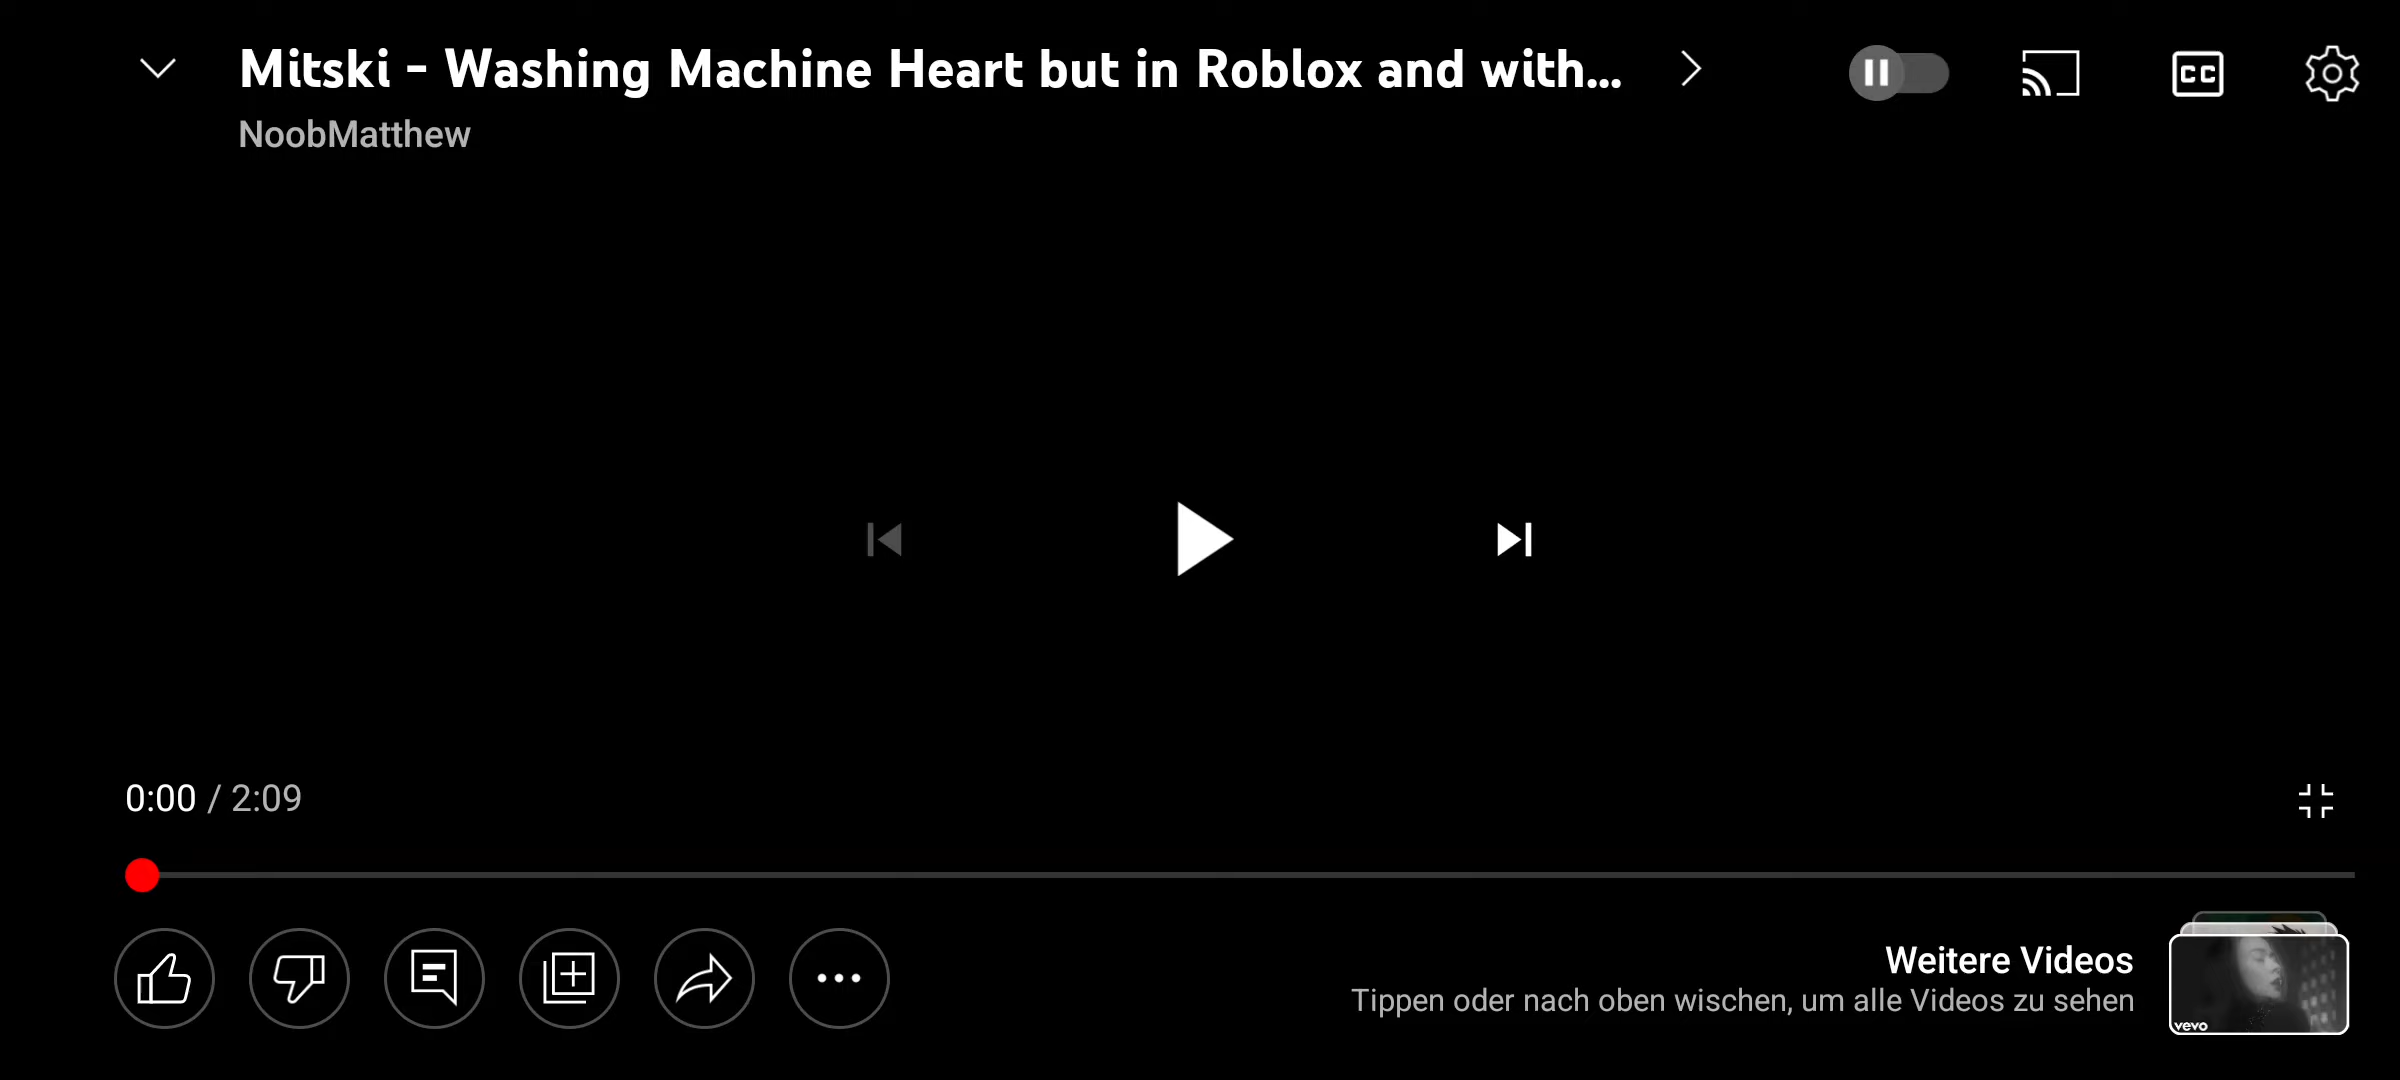 Mitski - Washing Machine Heart but in Roblox and with...
NoobMatthew
CC
0:00 / 2:09
Weitere Videos
Tippen oder nach oben wischen, um alle Videos zu sehen
vevo